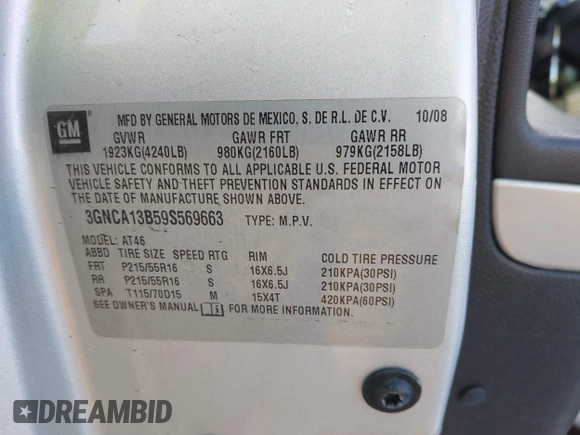 GM
MFD BY GENERAL MOTORS DE MEXICO, S. DE R.L. DE C.V. 10/08
GVWR GAWR FRT GAWR RR
1923KG(4240LB) 980KG(2160LB) 979KG(2158LB)
THIS VEHICLE CONFORMS TO ALL APPLICABLE U.S. FEDERAL MOTOR
VEHICLE SAFETY AND THEFT PREVENTION STANDARDS IN EFFECT ON
THE DATE OF MANUFACTURE SHOWN ABOVE.
3GNCA13B59S569663 TYPE: M.P.V.
MODEL: AT46
ABBD TIRE SIZE SPEED RTG RIM COLD TIRE PRESSURE
FRT P215/55R16 S 16X6.5J 210KPA(30PSI)
RR P215/55R16 S 16X6.5J 210KPA(30PSI)
SPA T115/70D15 M 15X4T 420KPA(60PSI)
SEE OWNER'S MANUAL FOR MORE INFORMATION.
DREAMBID